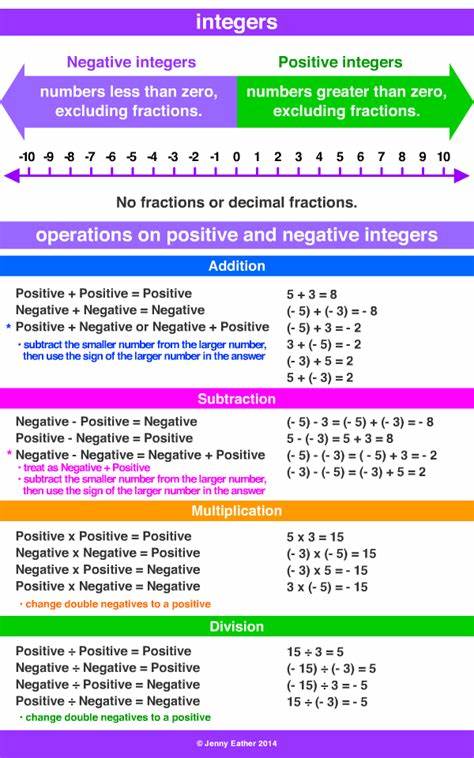 integers
Negative integers
Positive integers
numbers less than zero,
excluding fractions.
numbers greater than zero,
excluding fractions.
-10 -9 -8 -7 -6 -5 -4 -3 -2 -1 0 1 2 3 4 5 6 7 8 9 10
No fractions or decimal fractions.
operations on positive and negative integers
Addition
Positive + Positive = Positive
Negative + Negative = Negative
* Positive + Negative or Negative + Positive
• subtract the smaller number from the larger number,
then use the sign of the larger number in the answer
5 + 3 = 8
(- 5) + (- 3) = - 8
(- 5) + 3 = - 2
3 + (- 5) = - 2
(- 3) + 5 = 2
5 + (- 3) = 2
Subtraction
Negative - Positive = Negative
Positive - Negative = Positive
* Negative - Negative = Negative + Positive
• treat as Negative + Positive
• subtract the smaller number from the larger number,
then use the sign of the larger number in the answer
(- 5) - 3 = (- 5) + (- 3) = - 8
5 - (- 3) = 5 + 3 = 8
(- 5) - (- 3) = (- 5) + 3 = - 2
(- 3) - (- 5) = (- 3) + 5 = 2
Multiplication
Positive x Positive = Positive
Negative x Negative = Positive
Negative x Positive = Negative
Positive x Negative = Negative
• change double negatives to a positive
5 x 3 = 15
(- 3) x (- 5) = 15
(- 3) x 5 = - 15
3 x (- 5) = - 15
Division
Positive ÷ Positive = Positive
Negative ÷ Negative = Positive
Negative ÷ Positive = Negative
Positive ÷ Negative = Negative
• change double negatives to a positive
15 ÷ 3 = 5
(- 15) ÷ (- 3) = 5
(- 15) ÷ 3 = - 5
15 ÷ (- 3) = - 5
© Jenny Eather 2014